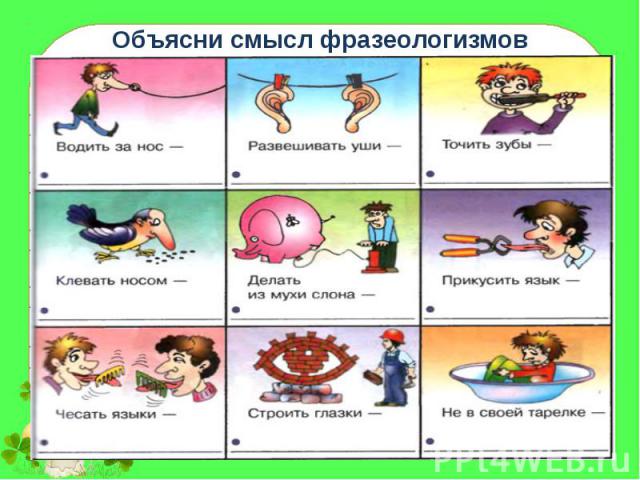 Объясни смысл фразеологизмов
Водить за нос —
Развешивать уши —
Точить зубы —
Клевать носом —
Делать
из мухи слона —
Прикусить язык —
Чесать языки —
Строить глазки —
Не в своей тарелке —
PPt4WEB.ru